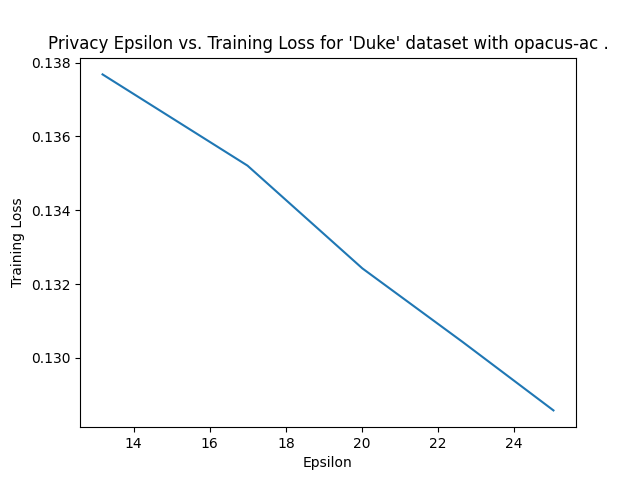 Privacy Epsilon vs. Training Loss for 'Duke' dataset with opacus-ac .
0.138
0.136
0.134
0.132
0.130
Training Loss
14 16 18 20 22 24
Epsilon